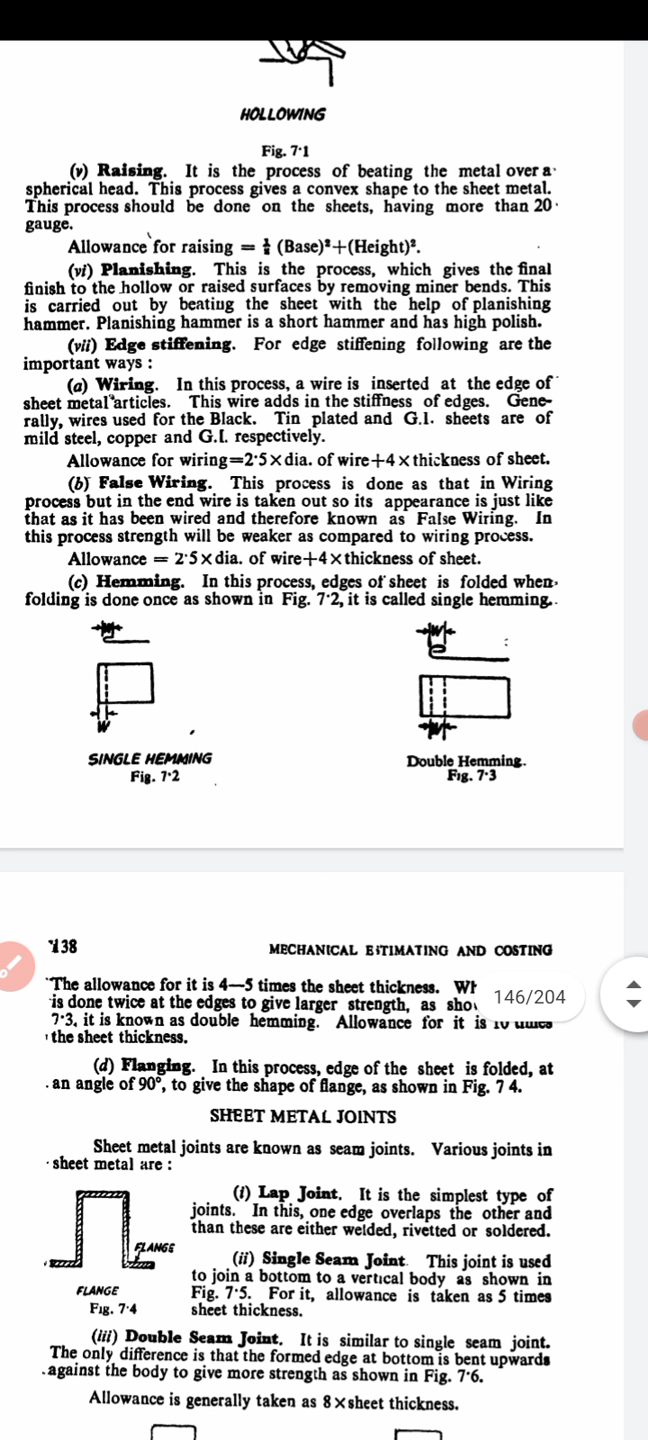 HOLLOWING
Fig. 7·1
(v) Raising. It is the process of beating the metal over a
spherical head. This process gives a convex shape to the sheet metal.
This process should be done on the sheets, having more than 20
gauge.
Allowance for raising = (Base)²+(Height)².
(vi) Planishing. This is the process, which gives the final
finish to the hollow or raised surfaces by removing miner bends. This
is carried out by beating the sheet with the help of planishing
hammer. Planishing hammer is a short hammer and has high polish.
(vii) Edge stiffening. For edge stiffening following are the
important ways :
(a) Wiring. In this process, a wire is inserted at the edge of
sheet metal articles. This wire adds in the stiffness of edges. Gene-
rally, wires used for the Black. Tin plated and G.I. sheets are of
mild steel, copper and G.I. respectively.
Allowance for wiring=2·5×dia. of wire+4×thickness of sheet.
(b) False Wiring. This process is done as that in Wiring
process but in the end wire is taken out so its appearance is just like
that as it has been wired and therefore known as False Wiring. In
this process strength will be weaker as compared to wiring process.
Allowance = 2·5×dia. of wire+4×thickness of sheet.
(c) Hemming. In this process, edges of sheet is folded when
folding is done once as shown in Fig. 7·2, it is called single hemming.
W
W
W
W
SINGLE HEMMING
Fig. 7·2
Double Hemming.
Fig. 7·3
138
MECHANICAL ESTIMATING AND COSTING
The allowance for it is 4—5 times the sheet thickness.
146/204
is done twice at the edges to give larger strength, as
7·3, it is known as double hemming. Allowance for it is 10 times
the sheet thickness.
(d) Flanging. In this process, edge of the sheet is folded, at
an angle of 90°, to give the shape of flange, as shown in Fig. 7 4.
SHEET METAL JOINTS
Sheet metal joints are known as seam joints. Various joints in
sheet metal are :
(i) Lap Joint. It is the simplest type of
joints. In this, one edge overlaps the other and
than these are either welded, rivetted or soldered.
FLANGE
FLANGE
Fig. 7·4
(ii) Single Seam Joint. This joint is used
to join a bottom to a vertical body as shown in
Fig. 7·5. For it, allowance is taken as 5 times
sheet thickness.
(iii) Double Seam Joint. It is similar to single seam joint.
The only difference is that the formed edge at bottom is bent upwards
against the body to give more strength as shown in Fig. 7·6.
Allowance is generally taken as 8×sheet thickness.